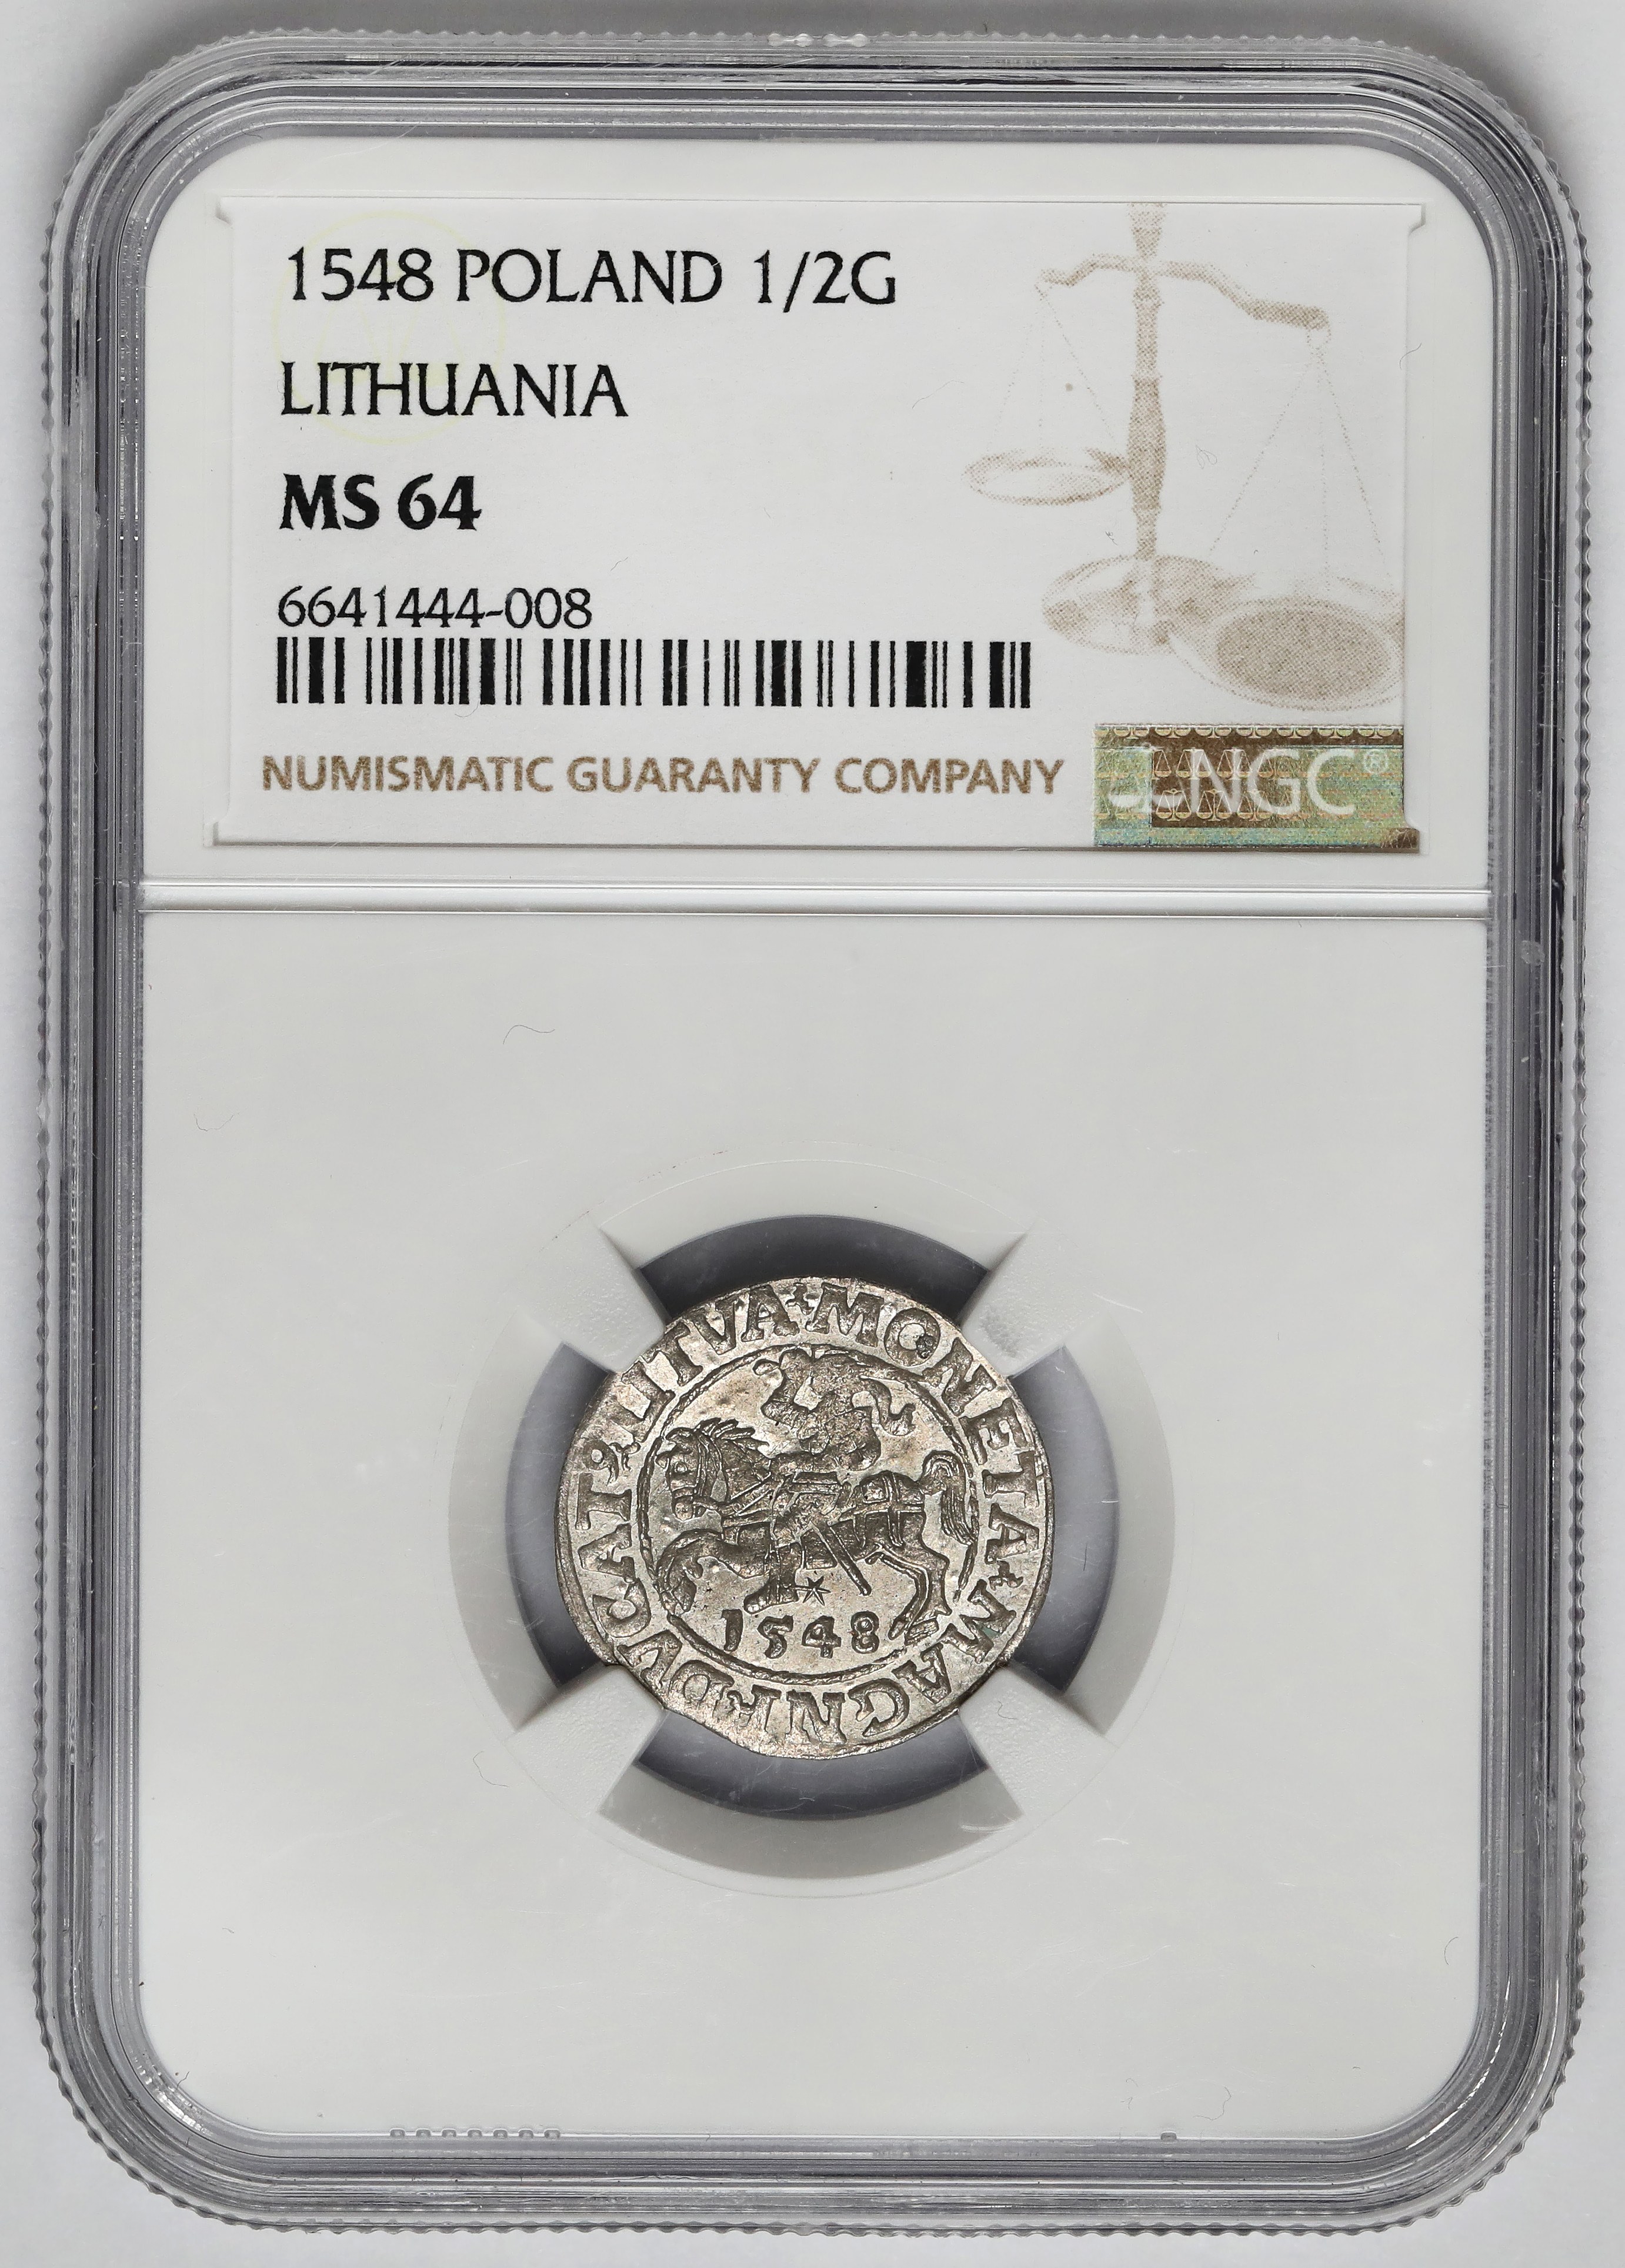 1548 POLAND 1/2G
LITHUANIA
MS 64
6641444-008
NUMISMATIC GUARANTY COMPANY
NGC®
MONETA MAGNI DVCAT LITVA
1548